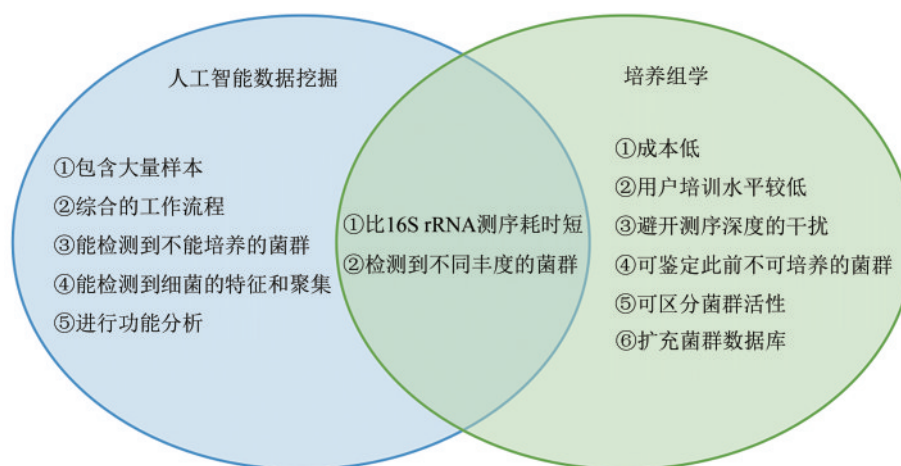 人工智能数据挖掘
①包含大量样本
②综合的工作流程
③能检测到不能培养的菌群
④能检测到细菌的特征和聚集
⑤进行功能分析
①比16S rRNA测序耗时短
②检测到不同丰度的菌群
培养组学
①成本低
②用户培训水平较低
③避开测序深度的干扰
④可鉴定此前不可培养的菌群
⑤可区分菌群活性
⑥扩充菌群数据库